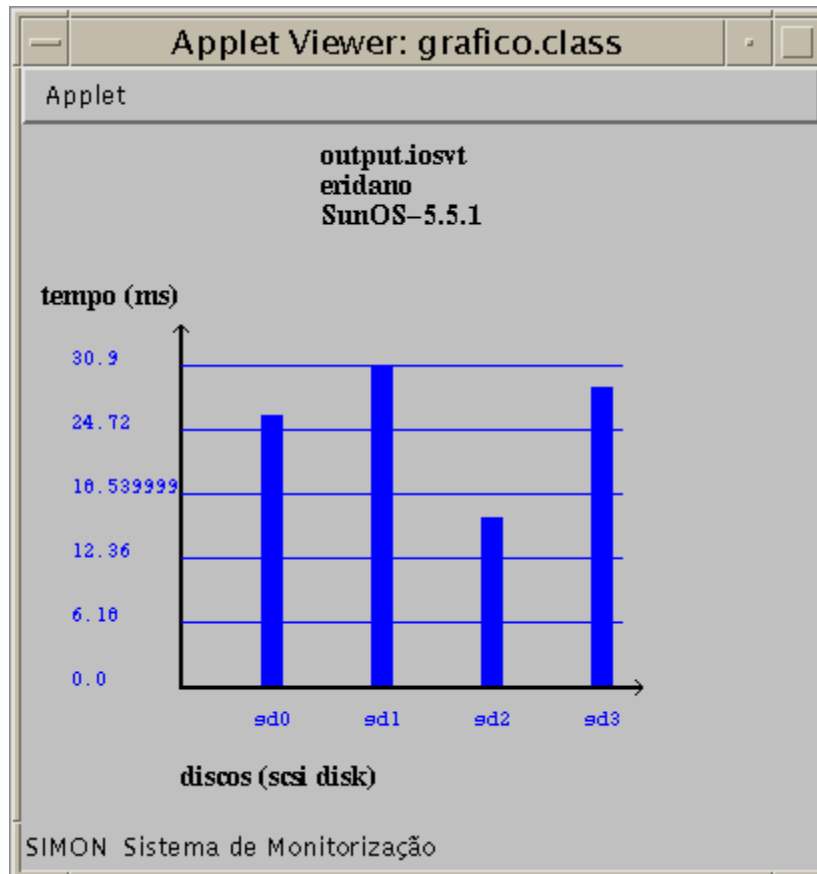 Applet Viewer: grafico.class
Applet
output.iosvt
eridano
SunOS-5.5.1
tempo (ms)
30.9
24.72
18.539999
12.36
6.18
0.0
sd0 sd1 sd2 sd3
discos (scsi disk)
SIMON Sistema de Monitorização